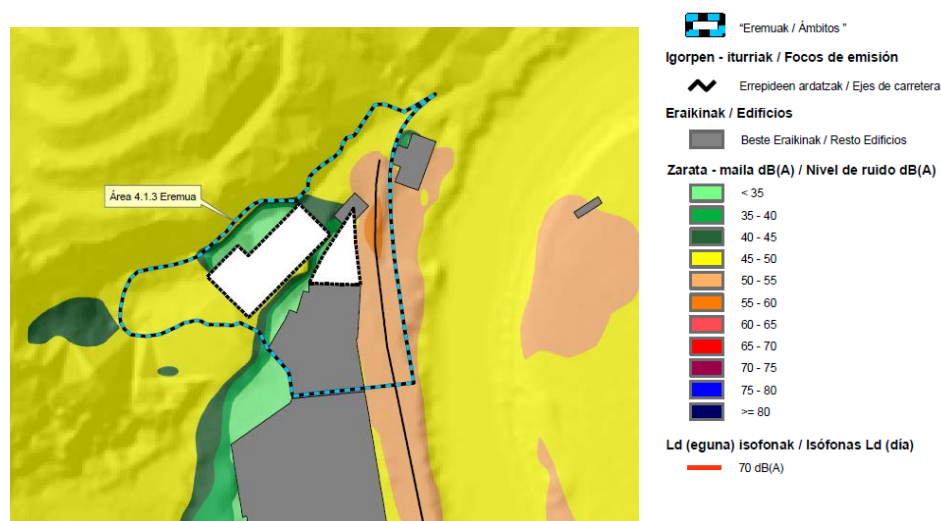 Área 4.1.3 Eremua
“Eremuak / Ámbitos ”
Igorpen - iturriak / Focos de emisión
Errepideen ardatzak / Ejes de carretera
Eraikinak / Edificios
Beste Eraikinak / Resto Edificios
Zarata - maila dB(A) / Nivel de ruido dB(A)
< 35
35 - 40
40 - 45
45 - 50
50 - 55
55 - 60
60 - 65
65 - 70
70 - 75
75 - 80
>= 80
Ld (eguna) isofonak / Isófonas Ld (día)
70 dB(A)